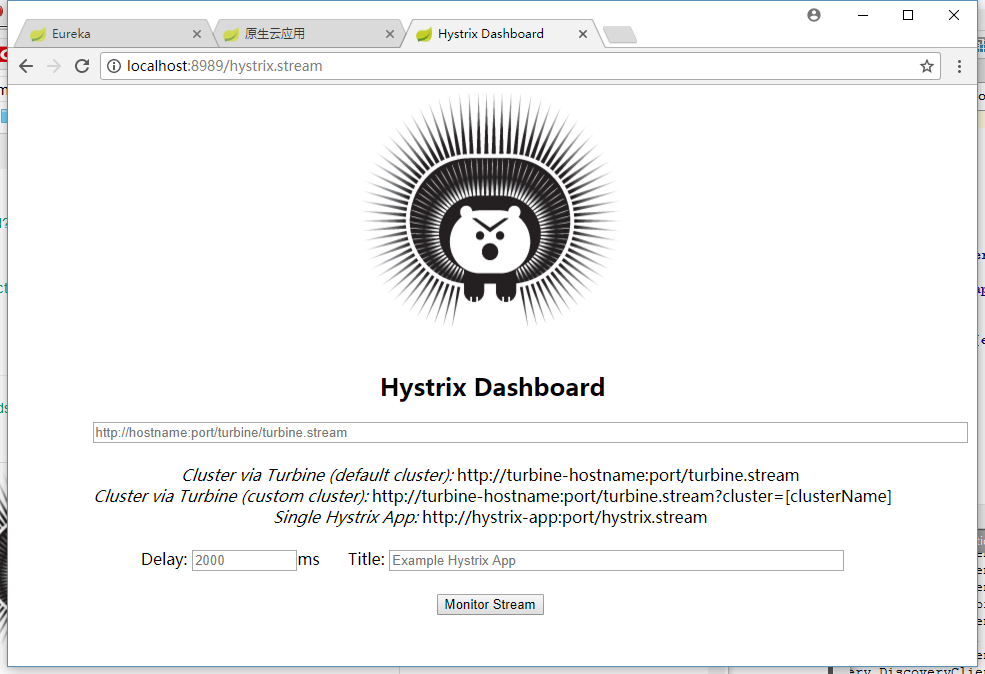 Eureka
原生云应用
Hystrix Dashboard
localhost:8989/hystrix.stream
Hystrix Dashboard
http://hostname:port/turbine/turbine.stream
Cluster via Turbine (default cluster): http://turbine-hostname:port/turbine.stream
Cluster via Turbine (custom cluster): http://turbine-hostname:port/turbine.stream?cluster=[clusterName]
Single Hystrix App: http://hystrix-app:port/hystrix.stream
Delay: 2000 ms Title: Example Hystrix App
Monitor Stream